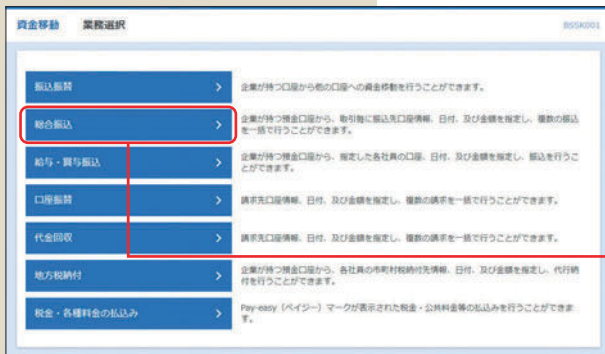 資金移動 業務選択 BSSK001
振込振替 企業が持つ口座から他の口座への資金移動を行うことができます。
総合振込 企業が持つ預金口座から、取引毎に振込先口座情報、日付、及び金額を指定し、複数の振込
を一括で行うことができます。
給与・賞与振込 企業が持つ預金口座から、指定した各社員の口座、日付、及び金額を指定し、振込を行うこ
とができます。
口座振替 請求先口座情報、日付、及び金額を指定し、複数の請求を一括で行うことができます。
代金回収 請求先口座情報、日付、及び金額を指定し、複数の請求を一括で行うことができます。
地方税納付 企業が持つ預金口座から、各社員の市町村税納付先情報、日付、及び金額を指定し、代行納
付を行うことができます。
税金・各種料金の払込み Pay-easy（ペイジー）マークが表示された税金・公共料金等の払込みを行うことができま
す。